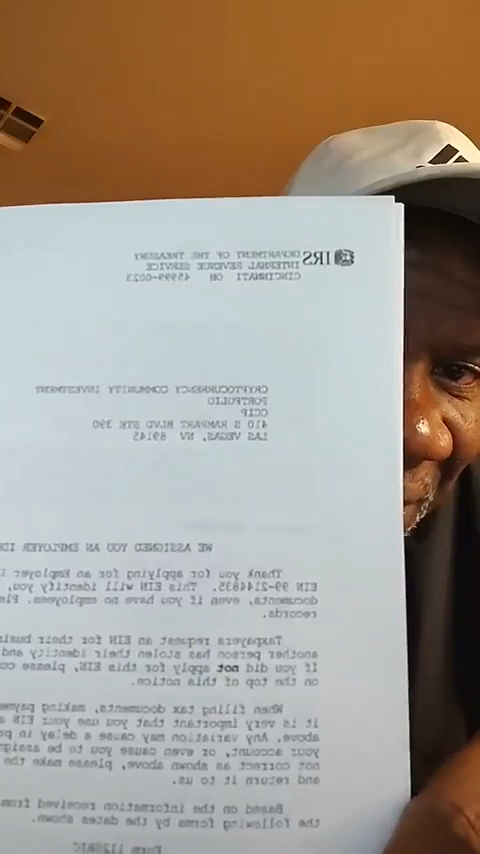 IRS DEPARTMENT OF THE TREASURY
INTERNAL REVENUE SERVICE
CINCINNATI OH 45999-0023
CRYPTOCURRENCY COMMUNITY INVESTMENT
PORTFOLIO
CCIP
410 S RAMPART BLVD STE 390
LAS VEGAS, NV 89145
WE ASSIGNED YOU AN EMPLOYER
Thank you for applying for an Employer
EIN 99-2144835. This EIN will identify you,
documents, even if you have no employees.
records.
Taxpayers request an EIN for their
another person has stolen their identity and
If you did not apply for this EIN, please
on the top of this notice.
When filing tax documents, making
it is very important that you use your EIN
above. Any variation may cause a delay in
your account, or even cause you to be
not correct as shown above, please make the
and return it to us.
Based on the information received from
the following forms by the dates shown.
Form